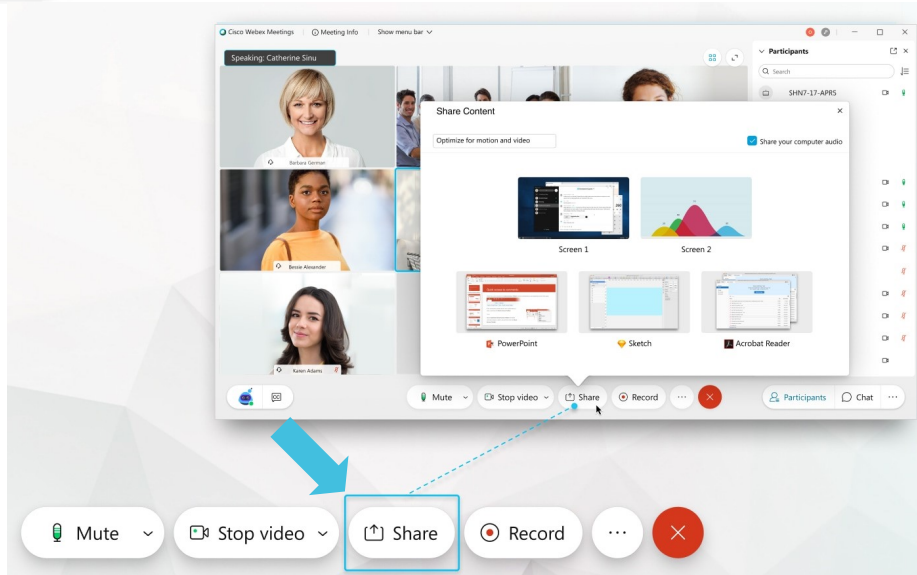 Cisco Webex Meetings
Meeting Info
Show menu bar
Speaking: Catherine Sinu
Participants
Search
SHN7-17-APR5
Share Content
Optimize for motion and video
Share your computer audio
Barbara German
Screen 1
Screen 2
Bessie Alexander
PowerPoint
Sketch
Acrobat Reader
Karen Adams
CC
Mute
Stop video
Share
Record
Participants
Chat
Mute
Stop video
Share
Record